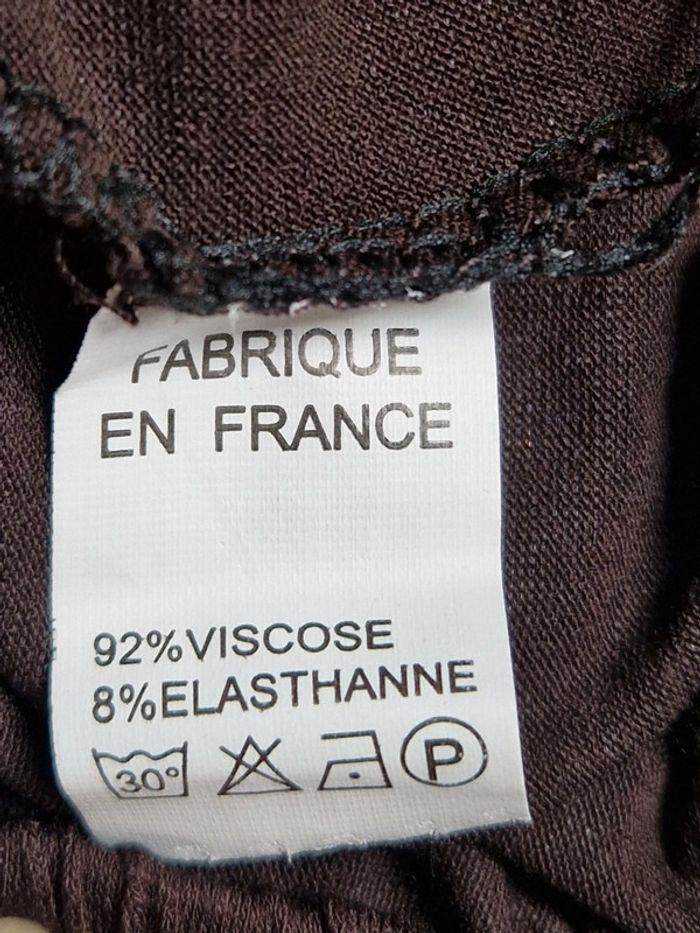 FABRIQUE
EN FRANCE
92%VISCOSE
8%ELASTHANNE
30° P